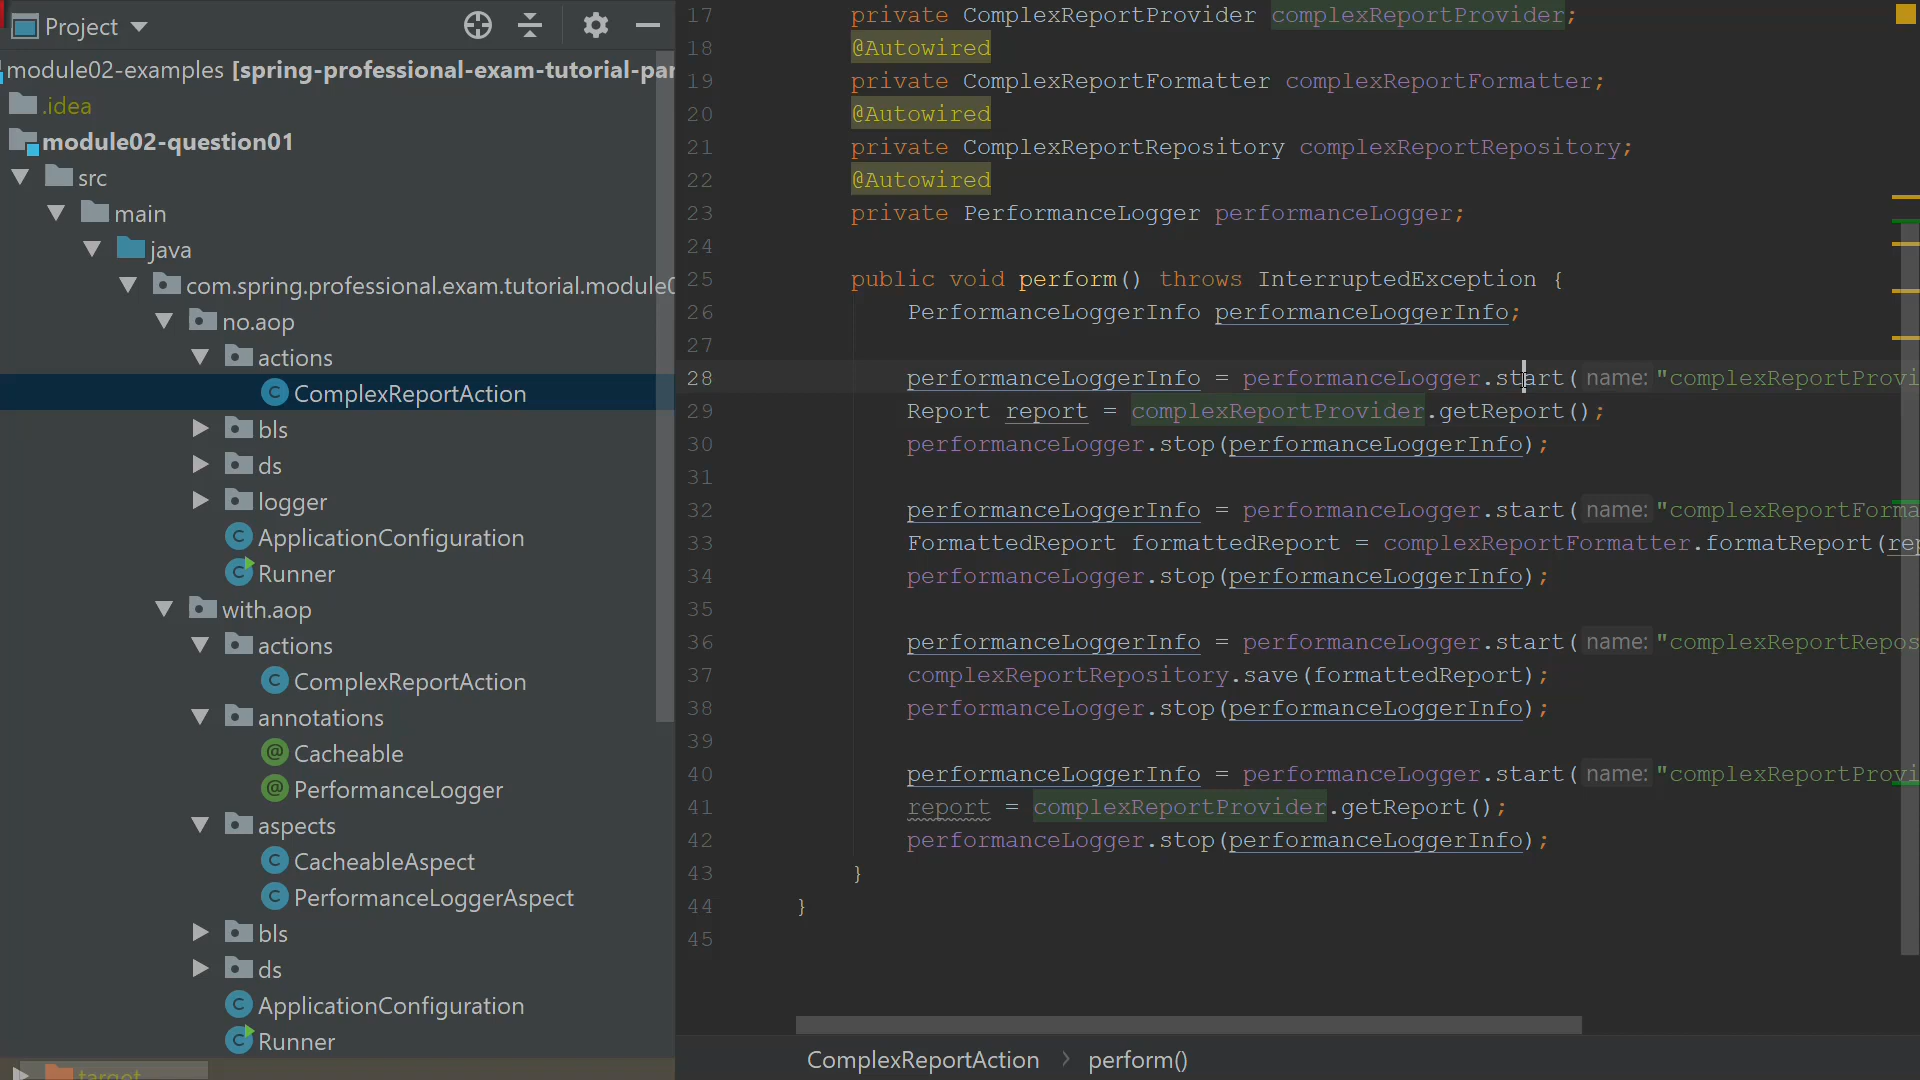 Project
module02-examples [spring-professional-exam-tutorial-par
.idea
module02-question01
src
main
java
com.spring.professional.exam.tutorial.module0
no.aop
actions
ComplexReportAction
bls
ds
logger
ApplicationConfiguration
Runner
with.aop
actions
ComplexReportAction
annotations
Cacheable
PerformanceLogger
aspects
CacheableAspect
PerformanceLoggerAspect
bls
ds
ApplicationConfiguration
Runner
target
17 private ComplexReportProvider complexReportProvider;
18 @Autowired
19 private ComplexReportFormatter complexReportFormatter;
20 @Autowired
21 private ComplexReportRepository complexReportRepository;
22 @Autowired
23 private PerformanceLogger performanceLogger;
24
25 public void perform() throws InterruptedException {
26 PerformanceLoggerInfo performanceLoggerInfo;
27
28 performanceLoggerInfo = performanceLogger.start( name: "complexReportProvi
29 Report report = complexReportProvider.getReport();
30 performanceLogger.stop(performanceLoggerInfo);
31
32 performanceLoggerInfo = performanceLogger.start( name: "complexReportForma
33 FormattedReport formattedReport = complexReportFormatter.formatReport(rep
34 performanceLogger.stop(performanceLoggerInfo);
35
36 performanceLoggerInfo = performanceLogger.start( name: "complexReportRepos
37 complexReportRepository.save(formattedReport);
38 performanceLogger.stop(performanceLoggerInfo);
39
40 performanceLoggerInfo = performanceLogger.start( name: "complexReportProvi
41 report = complexReportProvider.getReport();
42 performanceLogger.stop(performanceLoggerInfo);
43 }
44 }
45
ComplexReportAction › perform()